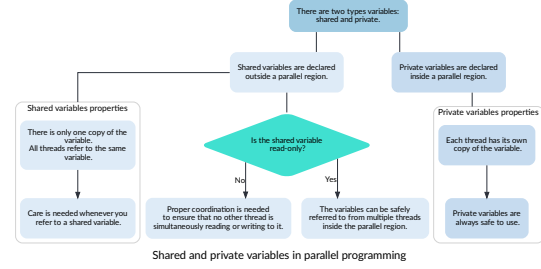 There are two types variables:
shared and private.
Shared variables are declared
outside a parallel region.
Private variables are declared
inside a parallel region.
Shared variables properties
There is only one copy of the
variable.
All threads refer to the same
variable.
Care is needed whenever you
refer to a shared variable.
Is the shared variable
read-only?
No
Yes
Proper coordination is needed
to ensure that no other thread is
simultaneously reading or writing to it.
The variables can be safely
referred to from multiple threads
inside the parallel region.
Private variables properties
Each thread has its own
copy of the variable.
Private variables are
always safe to use.
Shared and private variables in parallel programming